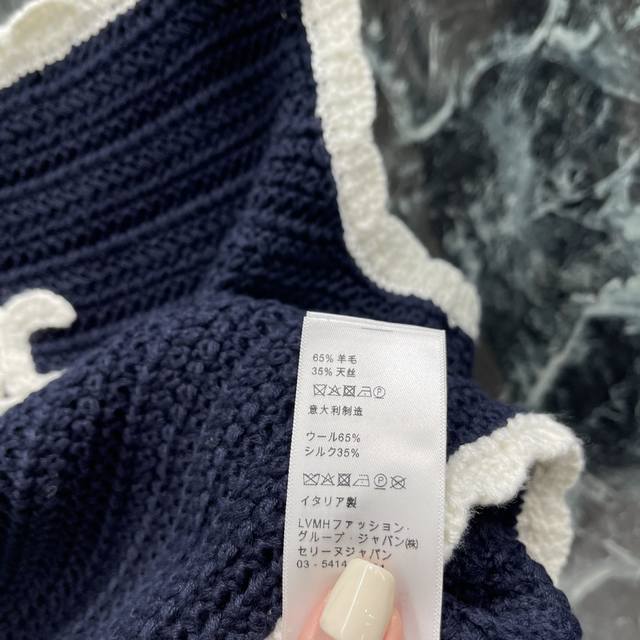 65% 羊毛
35% 天丝
意大利制造
ウール65%
シルク35%
イタリア製
LVMHファッション・
グループ・ジャパン㈱
セリーヌジャパン
03 - 5414